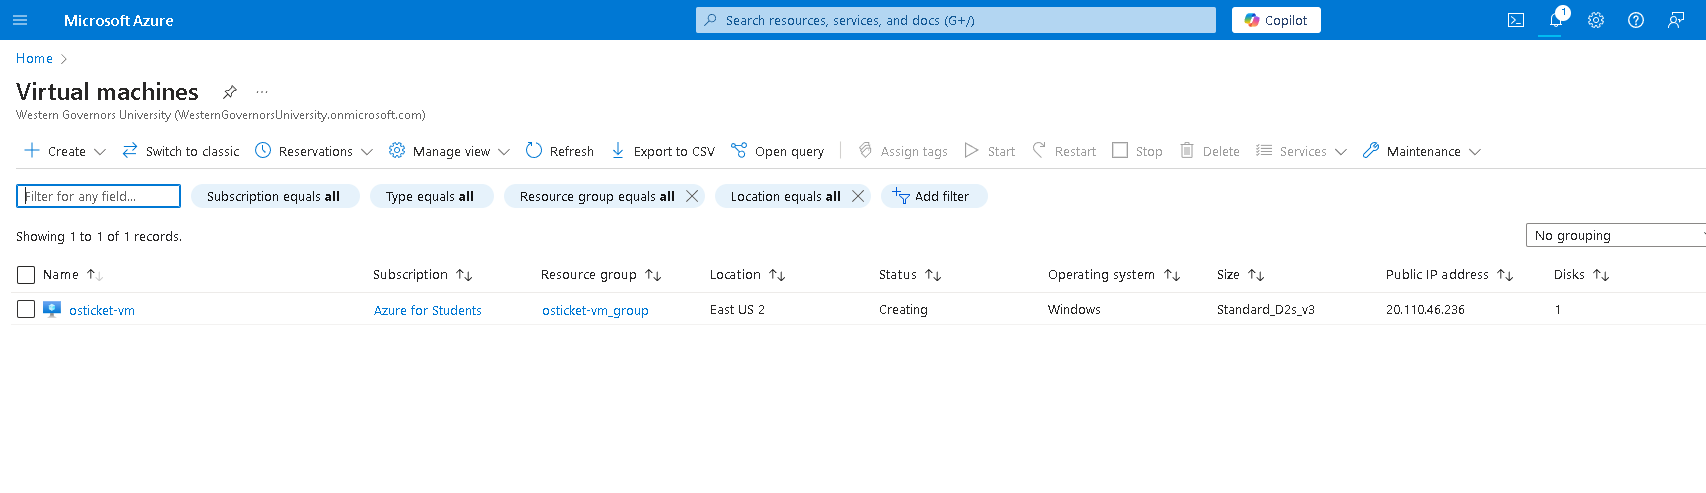 Microsoft Azure
Search resources, services, and docs (G+/)
Copilot
1
Home
Virtual machines
Western Governors University (WesternGovernorsUniversity.onmicrosoft.com)
Create
Switch to classic
Reservations
Manage view
Refresh
Export to CSV
Open query
Assign tags
Start
Restart
Stop
Delete
Services
Maintenance
Filter for any field...
Subscription equals all
Type equals all
Resource group equals all
Location equals all
Add filter
Showing 1 to 1 of 1 records.
No grouping
Name Subscription Resource group Location Status Operating system Size Public IP address Disks
osticket-vm Azure for Students osticket-vm_group East US 2 Creating Windows Standard_D2s_v3 20.110.46.236 1